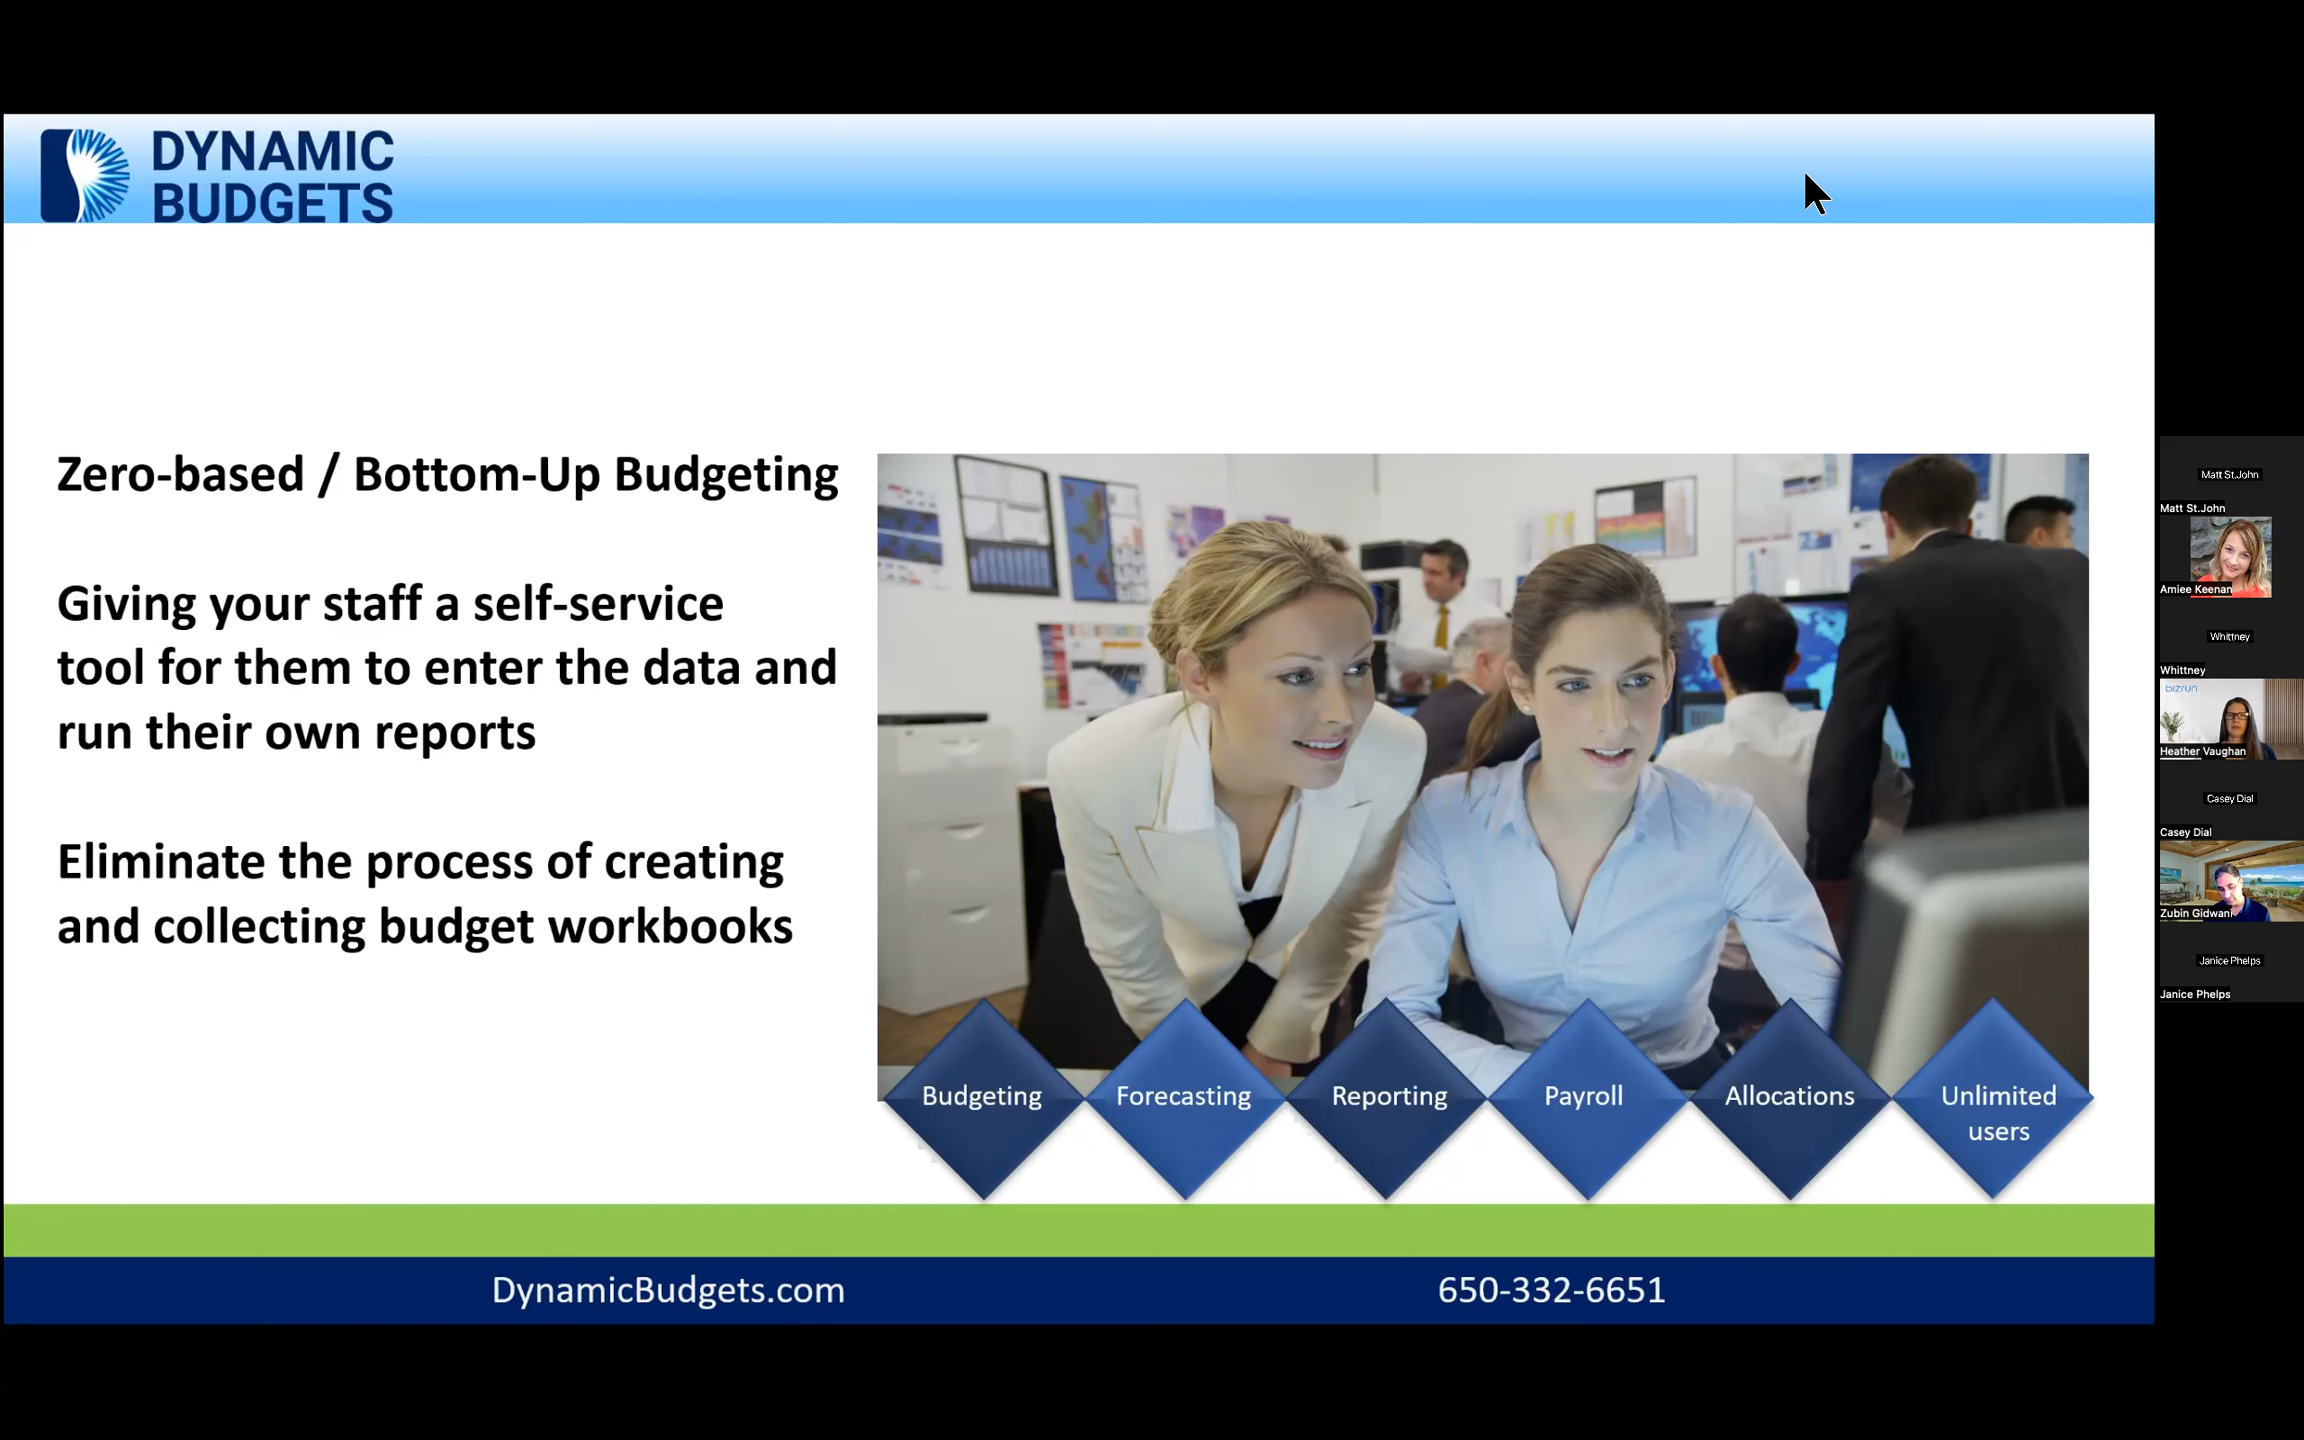 DYNAMIC
BUDGETS
Zero-based / Bottom-Up Budgeting
Giving your staff a self-service
tool for them to enter the data and
run their own reports
Eliminate the process of creating
and collecting budget workbooks
Budgeting
Forecasting
Reporting
Payroll
Allocations
Unlimited
users
DynamicBudgets.com
650-332-6651
Matt St.John
Matt St.John
Amiee Keenan
Whittney
Whittney
bizrun
Heather Vaughan
Casey Dial
Casey Dial
Zubin Gidwani
Janice Phelps
Janice Phelps